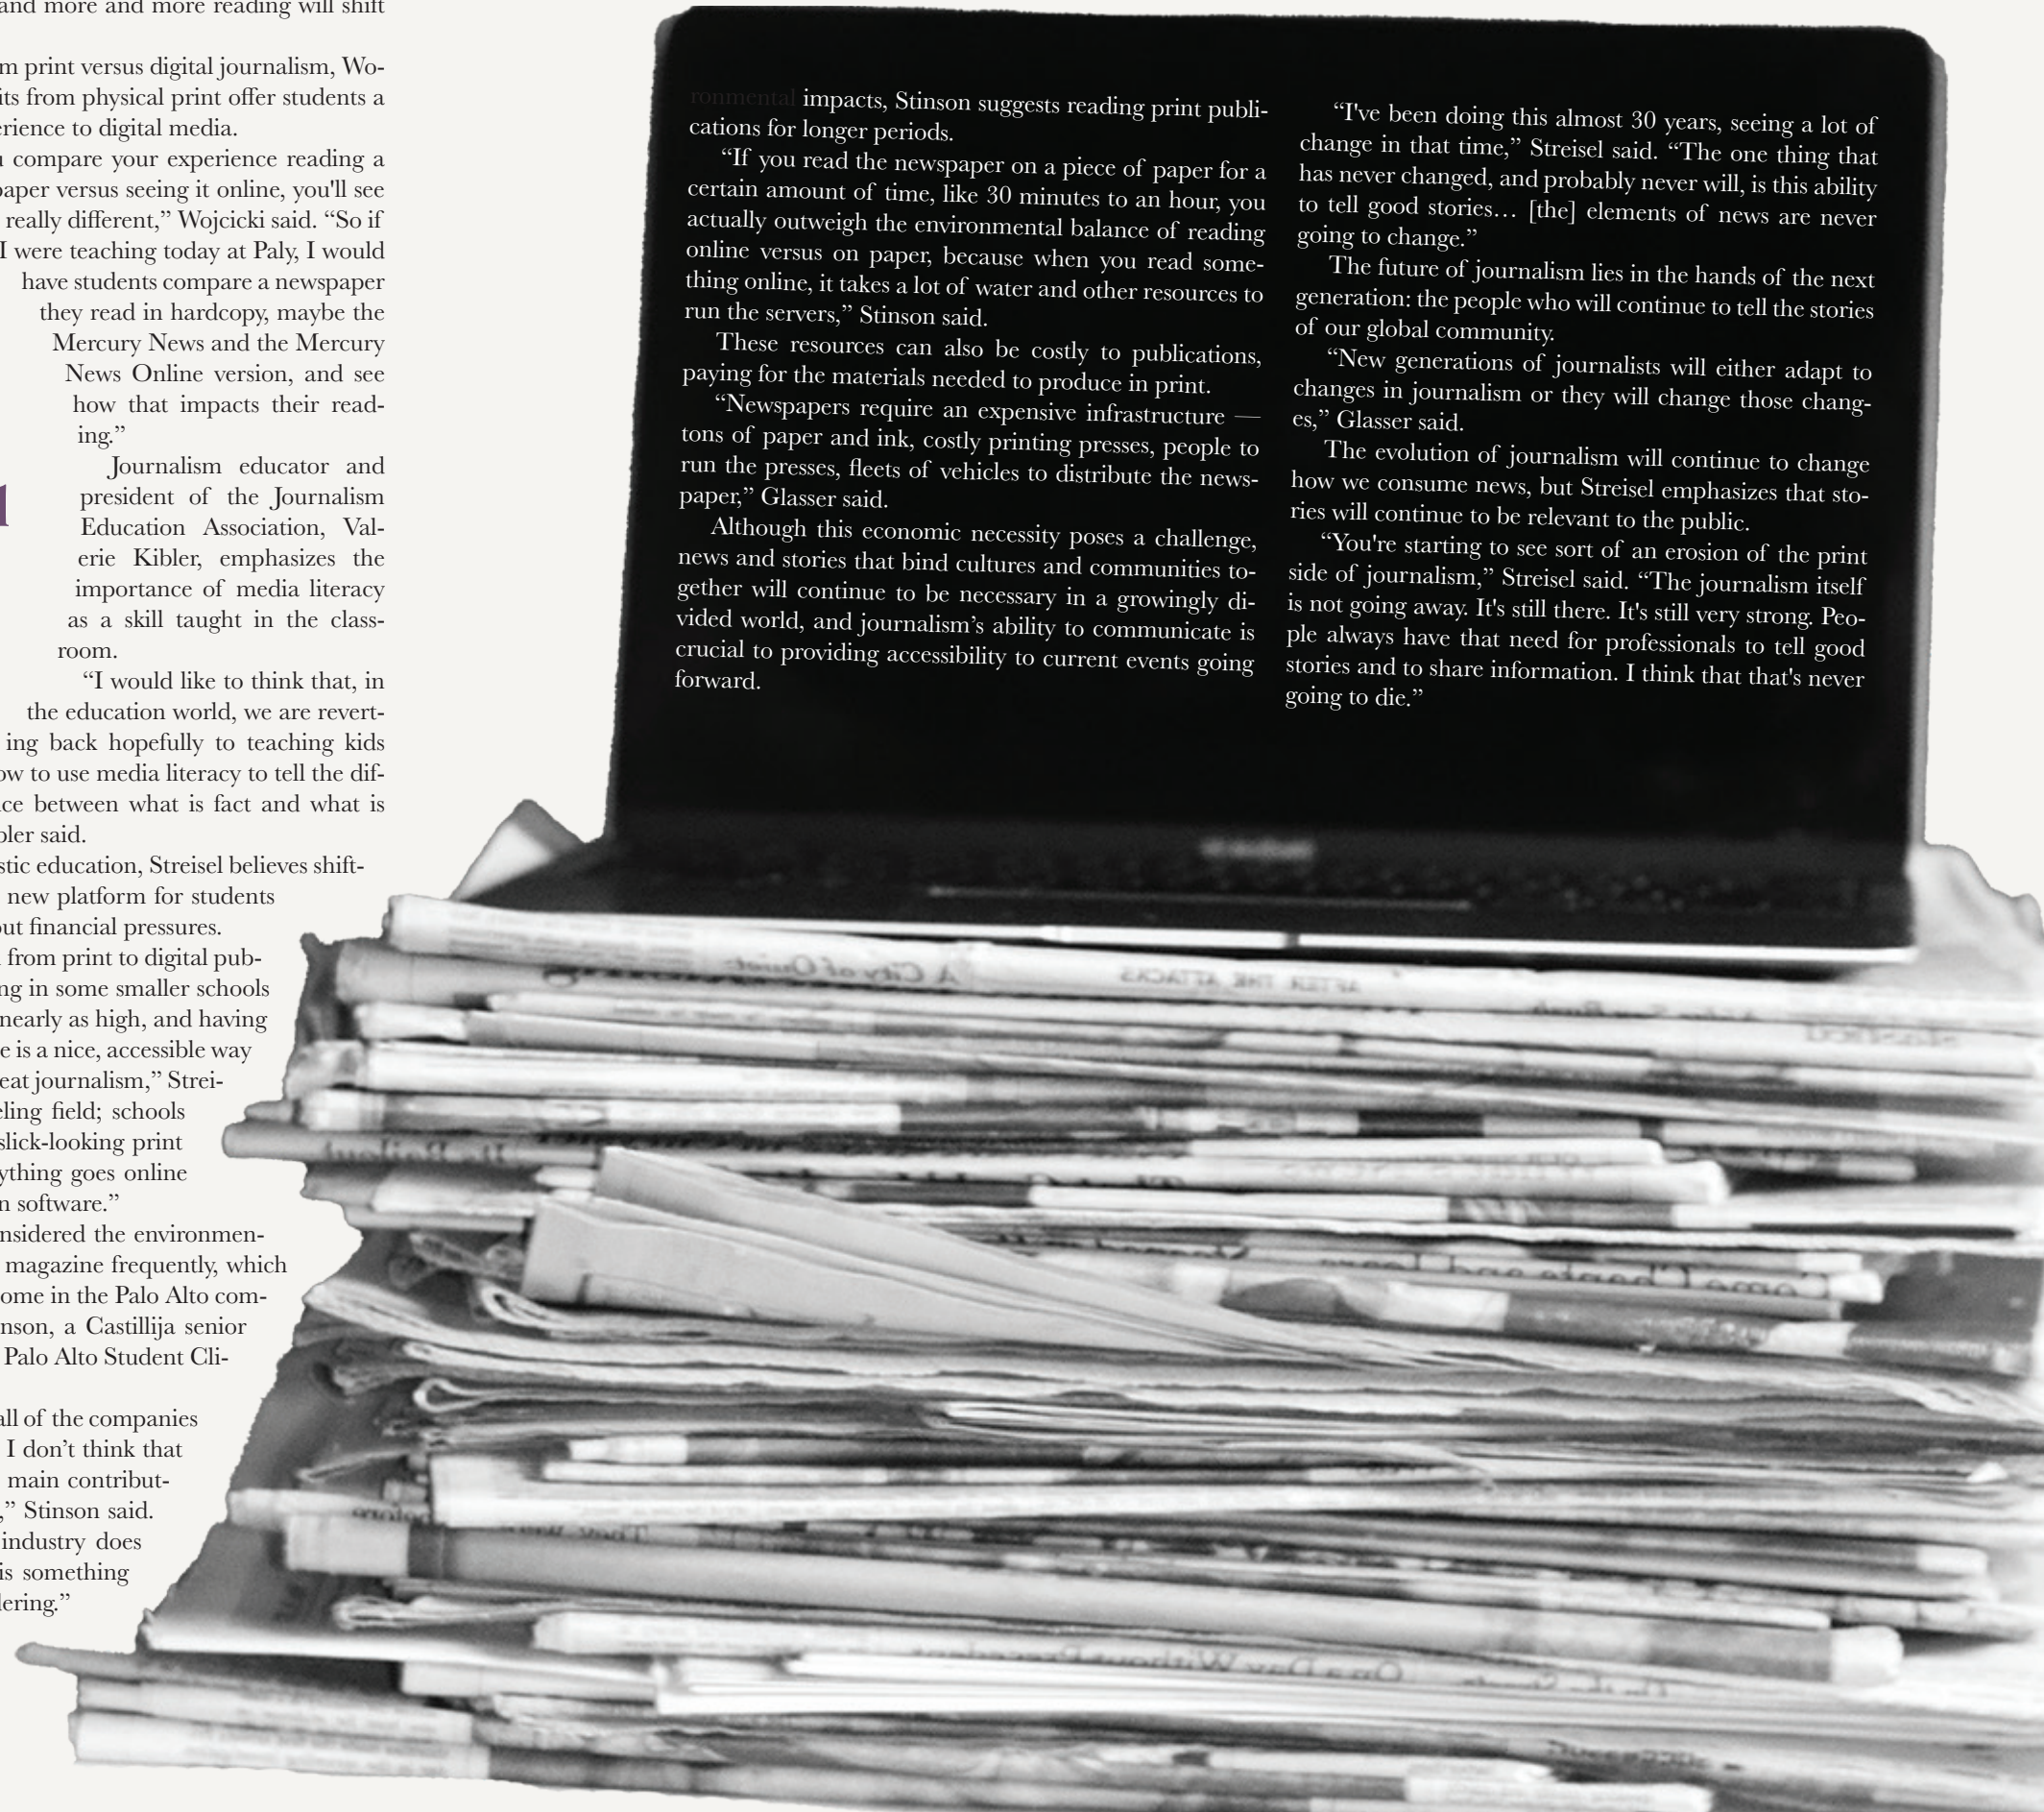 and more and more reading will shift
m print versus digital journalism, Wo-
its from physical print offer students a
erience to digital media.
u compare your experience reading a
paper versus seeing it online, you'll see
really different,” Wojcicki said. “So if
I were teaching today at Paly, I would
have students compare a newspaper
they read in hardcopy, maybe the
Mercury News and the Mercury
News Online version, and see
how that impacts their read-
ing.”
Journalism educator and
president of the Journalism
Education Association, Val-
erie Kibler, emphasizes the
importance of media literacy
as a skill taught in the class-
room.
“I would like to think that, in
the education world, we are revert-
ing back hopefully to teaching kids
ow to use media literacy to tell the dif-
ce between what is fact and what is
bler said.
stic education, Streisel believes shift-
new platform for students
out financial pressures.
from print to digital pub-
ng in some smaller schools
nearly as high, and having
e is a nice, accessible way
eat journalism,” Strei-
eling field; schools
slick-looking print
ything goes online
n software.”
nsidered the environmen-
magazine frequently, which
ome in the Palo Alto com-
nson, a Castillija senior
Palo Alto Student Cli-
all of the companies
I don’t think that
main contribut-
,” Stinson said.
industry does
is something
dering.”
ronmental impacts, Stinson suggests reading print publi-
cations for longer periods.
“If you read the newspaper on a piece of paper for a
certain amount of time, like 30 minutes to an hour, you
actually outweigh the environmental balance of reading
online versus on paper, because when you read some-
thing online, it takes a lot of water and other resources to
run the servers,” Stinson said.
These resources can also be costly to publications,
paying for the materials needed to produce in print.
“Newspapers require an expensive infrastructure —
tons of paper and ink, costly printing presses, people to
run the presses, fleets of vehicles to distribute the news-
paper,” Glasser said.
Although this economic necessity poses a challenge,
news and stories that bind cultures and communities to-
gether will continue to be necessary in a growingly di-
vided world, and journalism’s ability to communicate is
crucial to providing accessibility to current events going
forward.
“I've been doing this almost 30 years, seeing a lot of
change in that time,” Streisel said. “The one thing that
has never changed, and probably never will, is this ability
to tell good stories… [the] elements of news are never
going to change.”
The future of journalism lies in the hands of the next
generation: the people who will continue to tell the stories
of our global community.
“New generations of journalists will either adapt to
changes in journalism or they will change those chang-
es,” Glasser said.
The evolution of journalism will continue to change
how we consume news, but Streisel emphasizes that sto-
ries will continue to be relevant to the public.
“You're starting to see sort of an erosion of the print
side of journalism,” Streisel said. “The journalism itself
is not going away. It's still there. It's still very strong. Peo-
ple always have that need for professionals to tell good
stories and to share information. I think that that's never
going to die.”
A City of Quiet
AFTER THE ATTACKS
On a Day Without Precedent